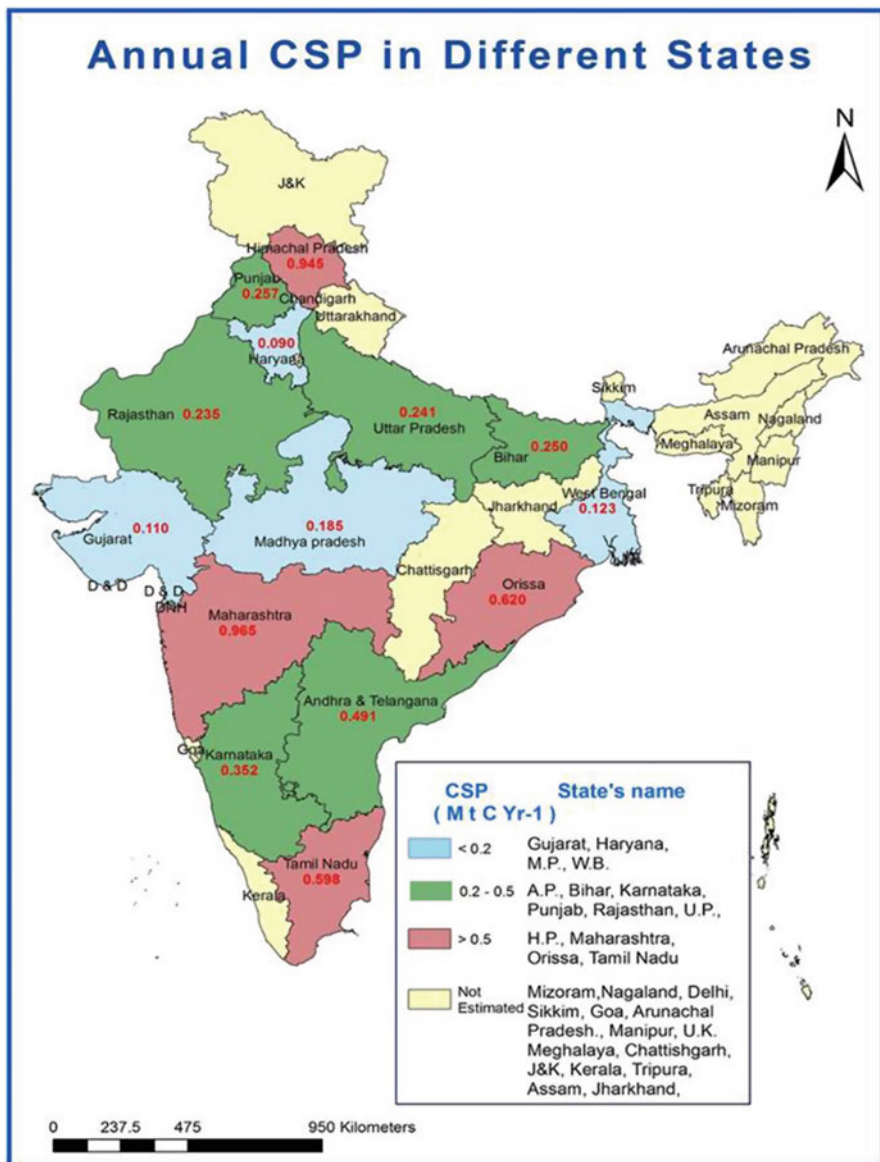 Annual CSP in Different States
N
J&K
Himachal Pradesh
0.945
Punjab
0.257
Chandigarh
Uttarakhand
0.090
Haryana
Arunachal Pradesh
Sikkim
Rajasthan 0.235
0.241
Uttar Pradesh
Assam
Nagaland
Bihar
0.250
Meghalaya
Manipur
West Bengal
0.123
Tripura
Mizoram
Jharkhand
0.110
Gujarat
0.185
Madhya pradesh
Chattisgarh
Orissa
0.620
D & D
D & D
DNH
Maharashtra
0.965
Andhra & Telangana
0.491
Goa
Karnataka
0.352
Tamil Nadu
0.598
Kerala
CSP State's name
( M t C Yr-1 )
< 0.2 Gujarat, Haryana,
M.P., W.B.
0.2 - 0.5 A.P., Bihar, Karnataka,
Punjab, Rajasthan, U.P.,
> 0.5 H.P., Maharashtra,
Orissa, Tamil Nadu
Not Estimated Mizoram,Nagaland, Delhi,
Sikkim, Goa, Arunachal
Pradesh., Manipur, U.K.
Meghalaya, Chattishgarh,
J&K, Kerala, Tripura,
Assam, Jharkhand,
0 237.5 475 950 Kilometers